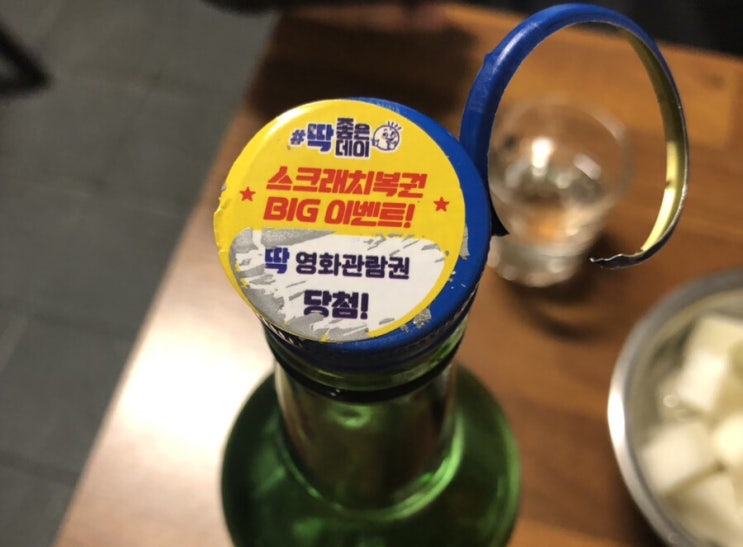 #딱 좋은
데이
스크래치복권
BIG 이벤트!
딱 영화관람권
당첨!